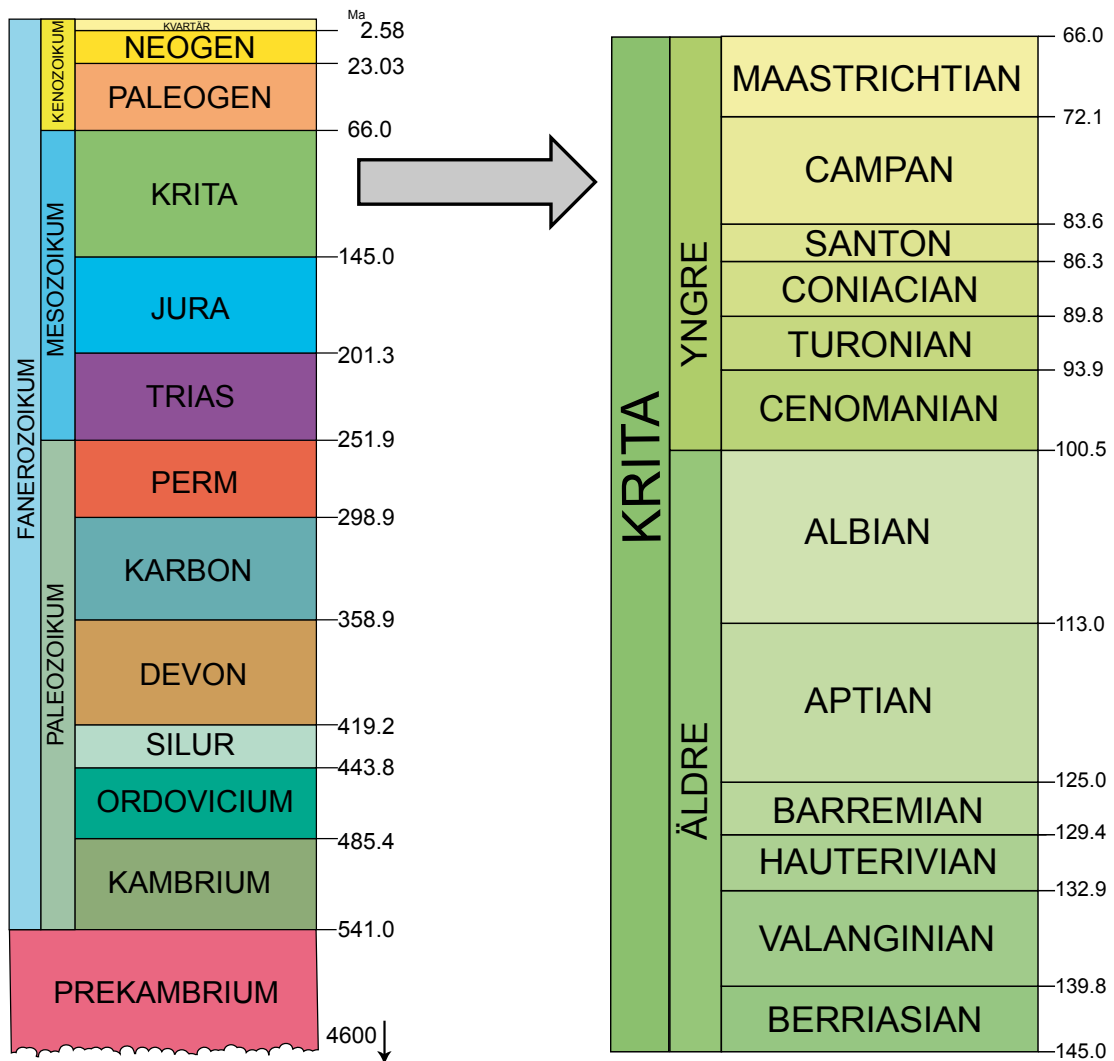 Ma
KVARTÄR
2.58
NEOGEN
23.03
PALEOGEN
66.0
KRITA
145.0
JURA
201.3
TRIAS
251.9
PERM
298.9
KARBON
358.9
DEVON
419.2
SILUR
443.8
ORDOVICIUM
485.4
KAMBRIUM
541.0
PREKAMBRIUM
4600
FANEROZOIKUM
KENOZOIKUM
MESOZOIKUM
PALEOZOIKUM
KRITA
YNGRE
ÄLDRE
66.0
MAASTRICHTIAN
72.1
CAMPAN
83.6
SANTON
86.3
CONIACIAN
89.8
TURONIAN
93.9
CENOMANIAN
100.5
ALBIAN
113.0
APTIAN
125.0
BARREMIAN
129.4
HAUTERIVIAN
132.9
VALANGINIAN
139.8
BERRIASIAN
145.0